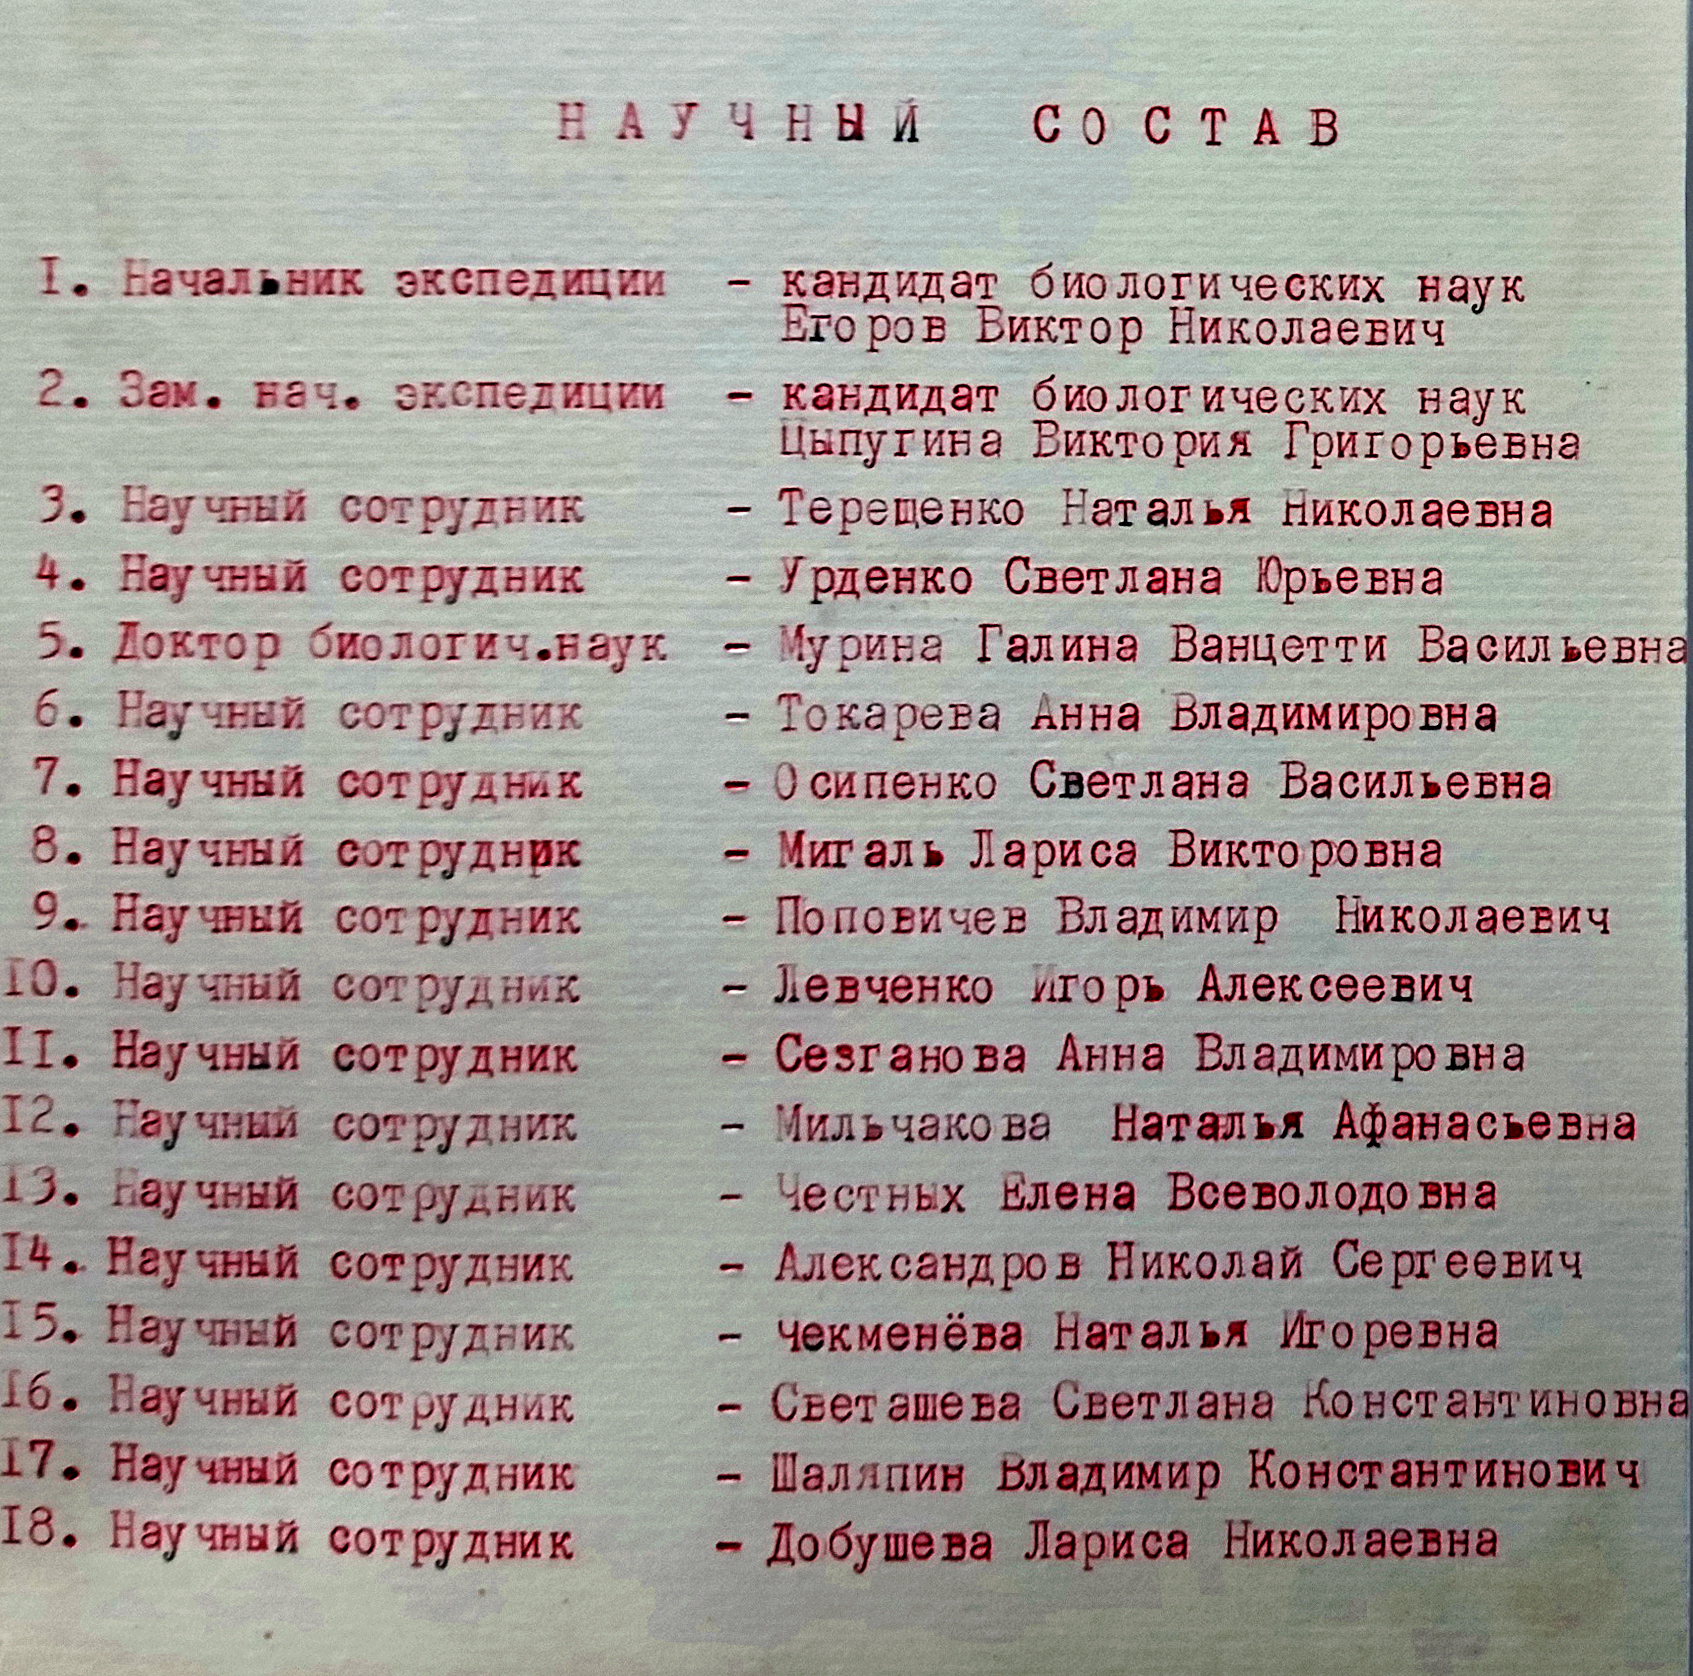 НАУЧНЫЙ СОСТАВ
I. Начальник экспедиции – кандидат биологических наук
Егоров Виктор Николаевич
2. Зам. нач. экспедиции – кандидат биологических наук
Цыпугина Виктория Григорьевна
3. Научный сотрудник – Терещенко Наталья Николаевна
4. Научный сотрудник – Урденко Светлана Юрьевна
5. Доктор биологич.наук – Мурина Галина Ванцетти Васильевна
6. Научный сотрудник – Токарева Анна Владимировна
7. Научный сотрудник – Осипенко Светлана Васильевна
8. Научный сотрудник – Мигаль Лариса Викторовна
9. Научный сотрудник – Поповичев Владимир Николаевич
I0. Научный сотрудник – Левченко Игорь Алексеевич
II. Научный сотрудник – Сезганова Анна Владимировна
I2. Научный сотрудник – Мильчакова Наталья Афанасьевна
I3. Научный сотрудник – Честных Елена Всеволодовна
I4. Научный сотрудник – Александров Николай Сергеевич
I5. Научный сотрудник – Чекменёва Наталья Игоревна
I6. Научный сотрудник – Светашева Светлана Константиновна
I7. Научный сотрудник – Шаляпин Владимир Константинович
I8. Научный сотрудник – Добушева Лариса Николаевна